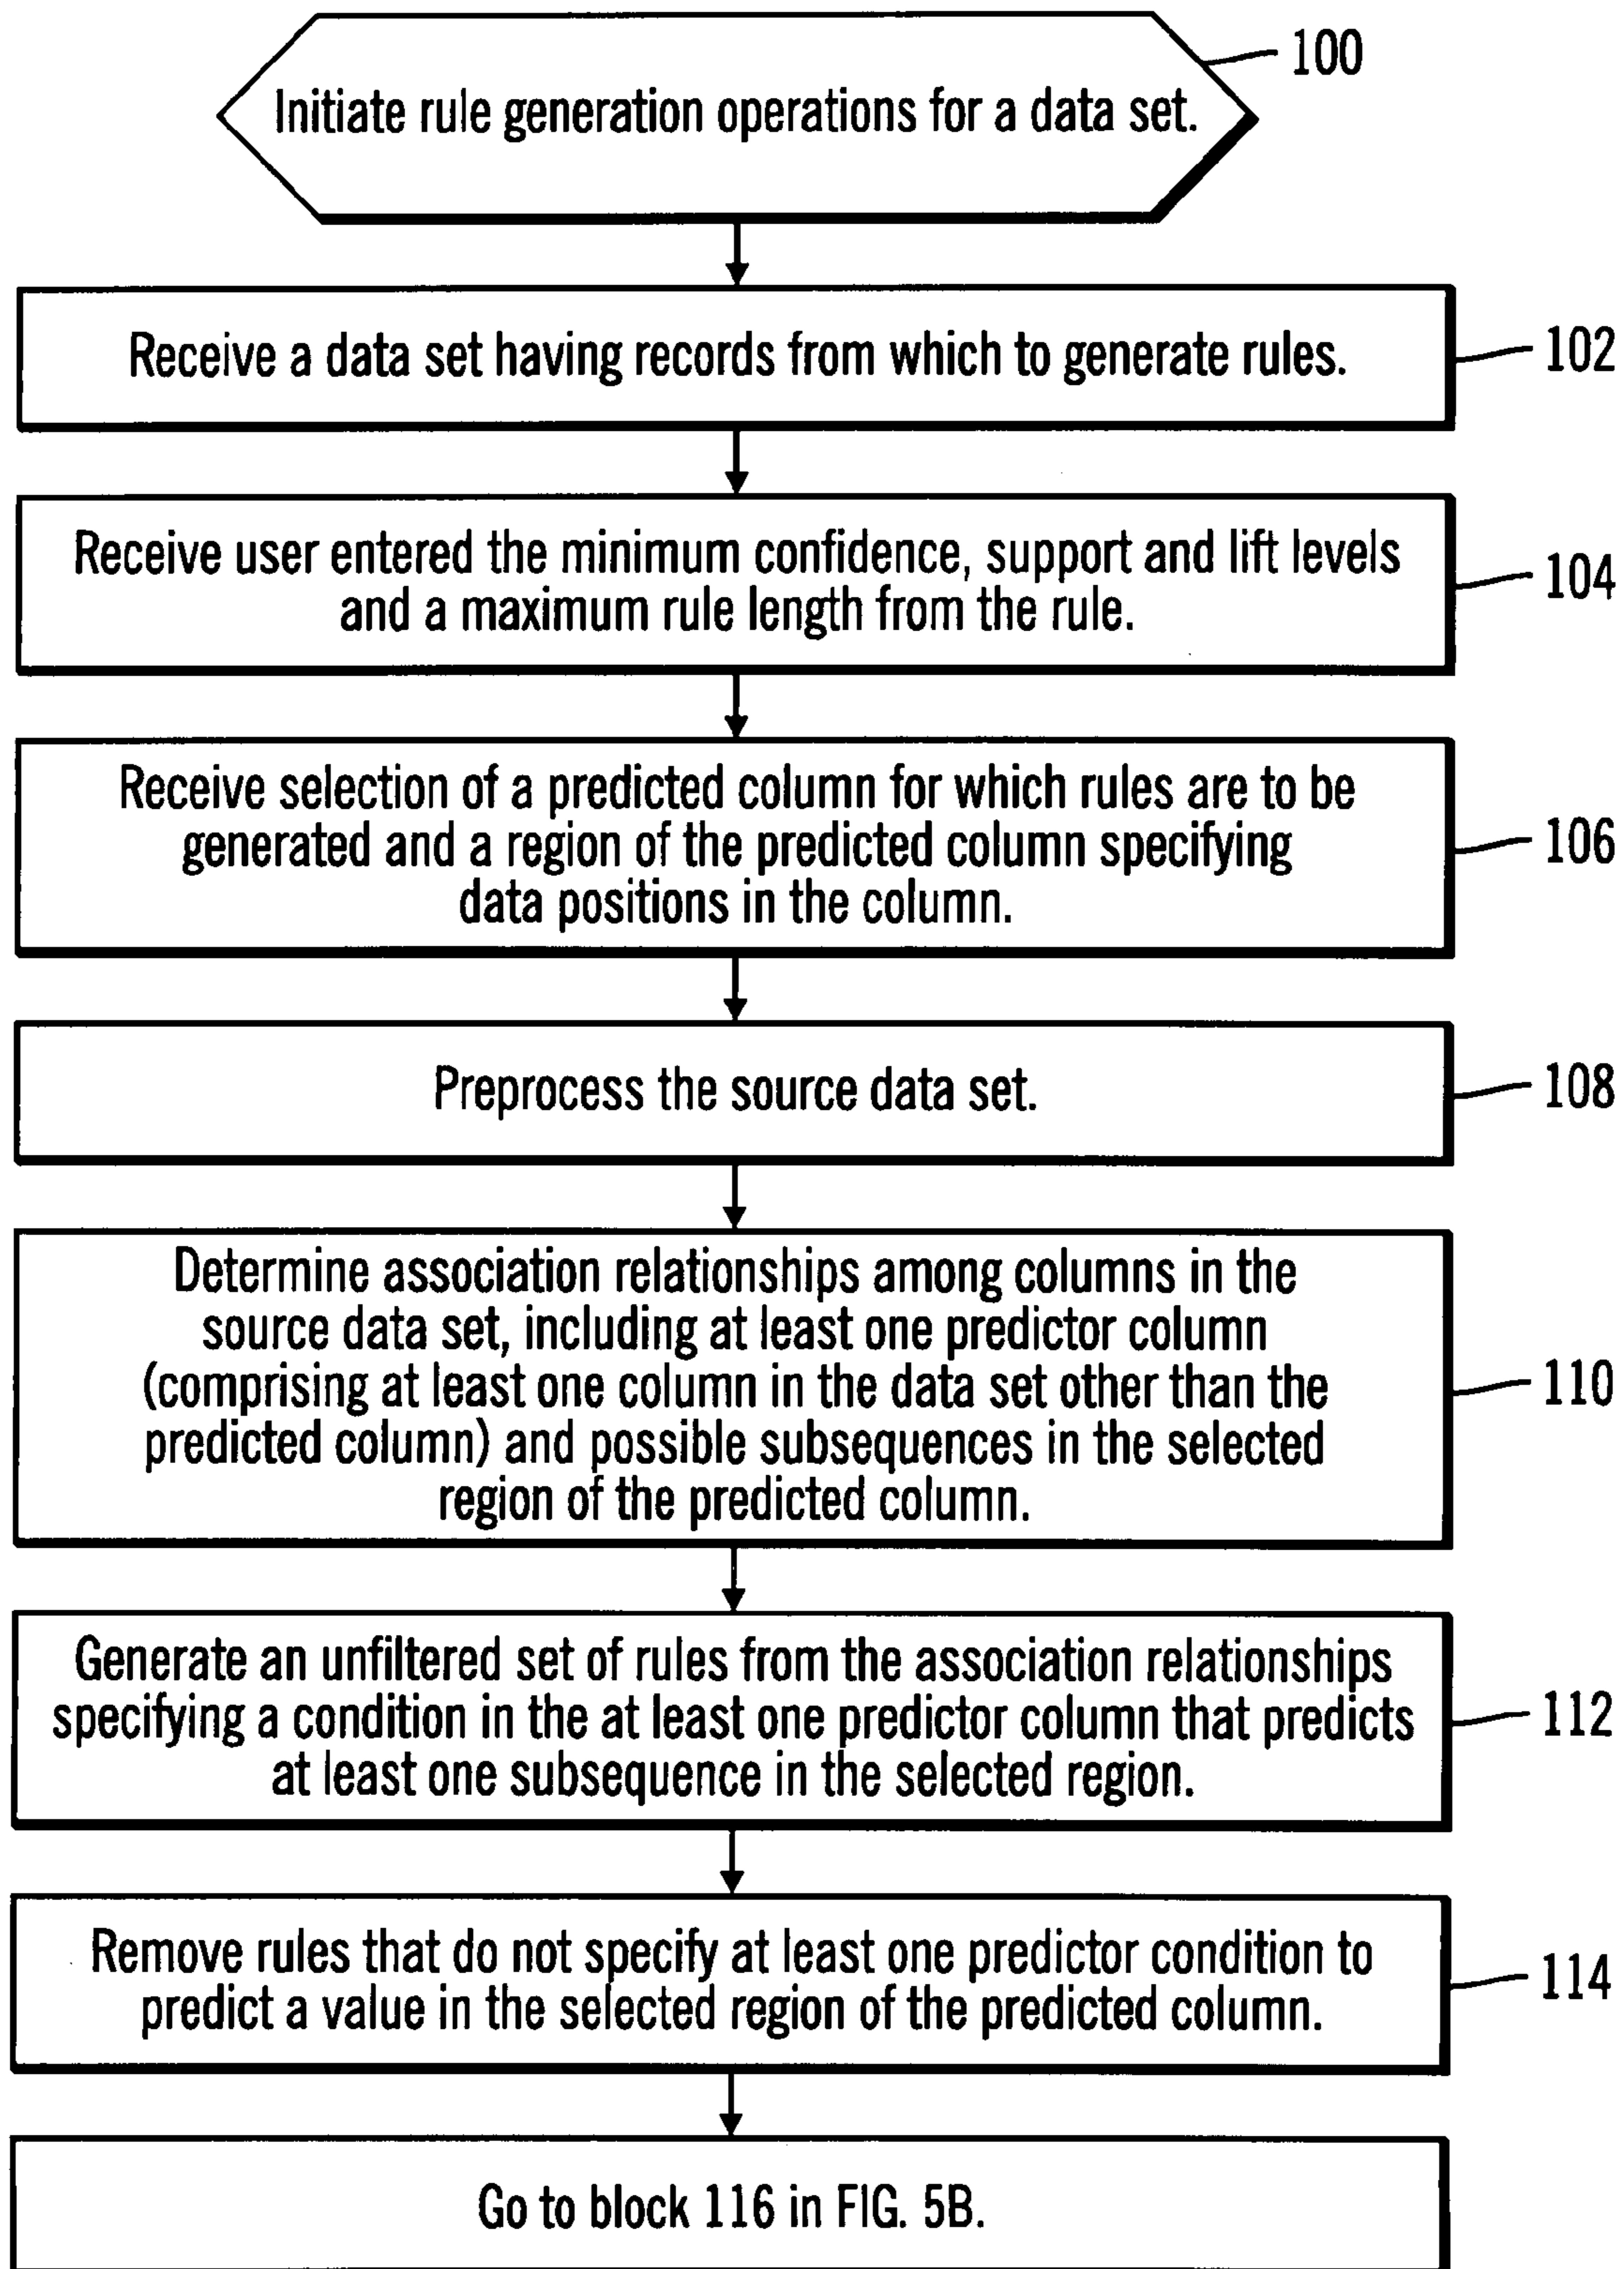 100
Initiate rule generation operations for a data set.
Receive a data set having records from which to generate rules.
102
Receive user entered the minimum confidence, support and lift levels
and a maximum rule length from the rule.
104
Receive selection of a predicted column for which rules are to be
generated and a region of the predicted column specifying
data positions in the column.
106
Preprocess the source data set.
108
Determine association relationships among columns in the
source data set, including at least one predictor column
(comprising at least one column in the data set other than the
predicted column) and possible subsequences in the selected
region of the predicted column.
110
Generate an unfiltered set of rules from the association relationships
specifying a condition in the at least one predictor column that predicts
at least one subsequence in the selected region.
112
Remove rules that do not specify at least one predictor condition to
predict a value in the selected region of the predicted column.
114
Go to block 116 in FIG. 5B.